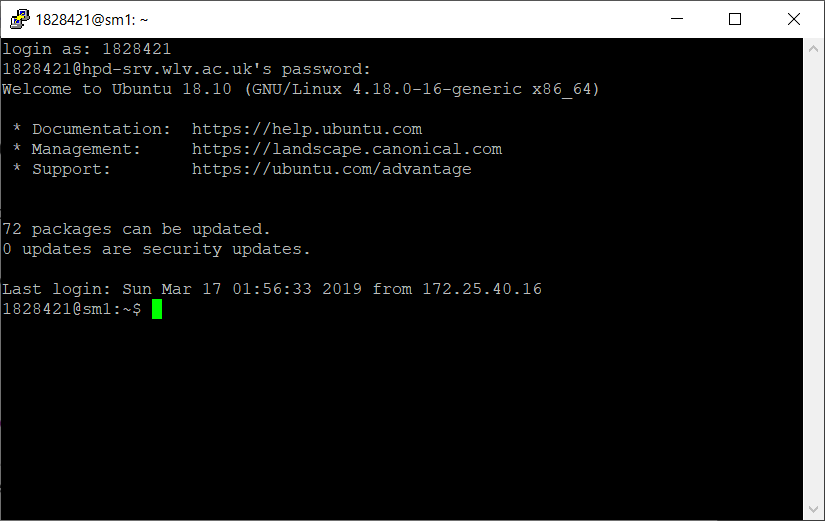 1828421@sm1: ~
login as: 1828421
1828421@hpd-srv.wlv.ac.uk's password:
Welcome to Ubuntu 18.10 (GNU/Linux 4.18.0-16-generic x86_64)
* Documentation:  https://help.ubuntu.com
* Management:     https://landscape.canonical.com
* Support:        https://ubuntu.com/advantage
72 packages can be updated.
0 updates are security updates.
Last login: Sun Mar 17 01:56:33 2019 from 172.25.40.16
1828421@sm1:~$